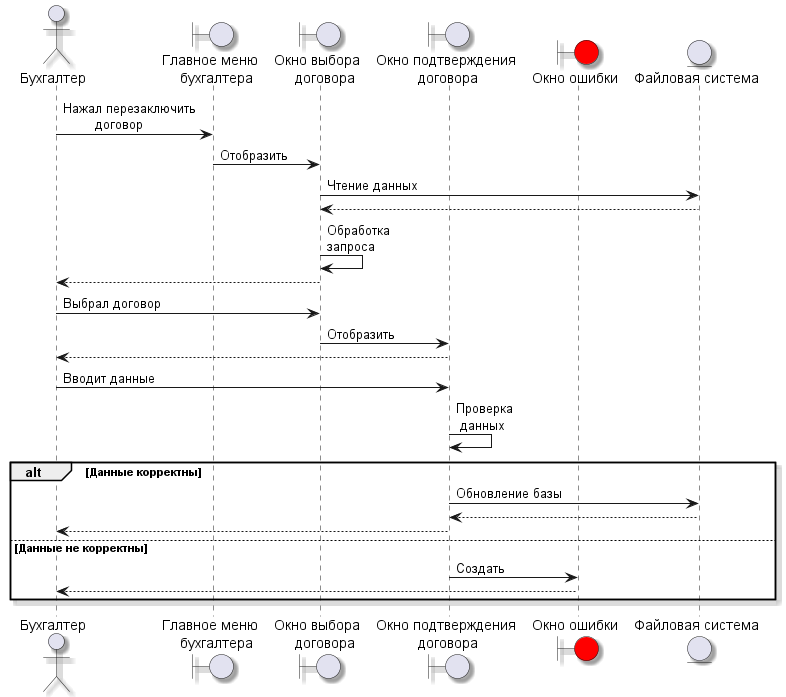 Бухгалтер
Главное меню
бухгалтера
Окно выбора
договора
Окно подтверждения
договора
Окно ошибки
Файловая система
Нажал перезаключить
договор
Отобразить
Чтение данных
Обработка
запроса
Выбрал договор
Отобразить
Вводит данные
Проверка
данных
alt [Данные корректны]
Обновление базы
[Данные не корректны]
Создать
Бухгалтер
Главное меню
бухгалтера
Окно выбора
договора
Окно подтверждения
договора
Окно ошибки
Файловая система